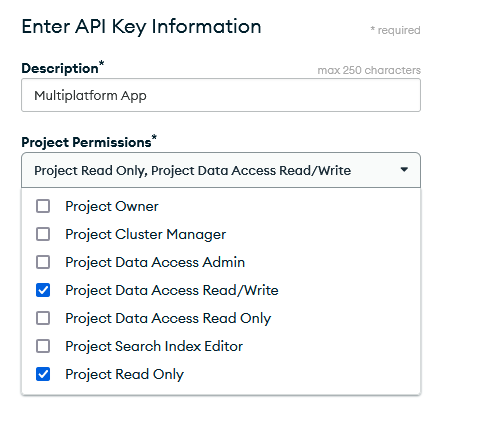 Enter API Key Information
* required
Description*
max 250 characters
Multiplatform App
Project Permissions*
Project Read Only, Project Data Access Read/Write
Project Owner
Project Cluster Manager
Project Data Access Admin
Project Data Access Read/Write
Project Data Access Read Only
Project Search Index Editor
Project Read Only